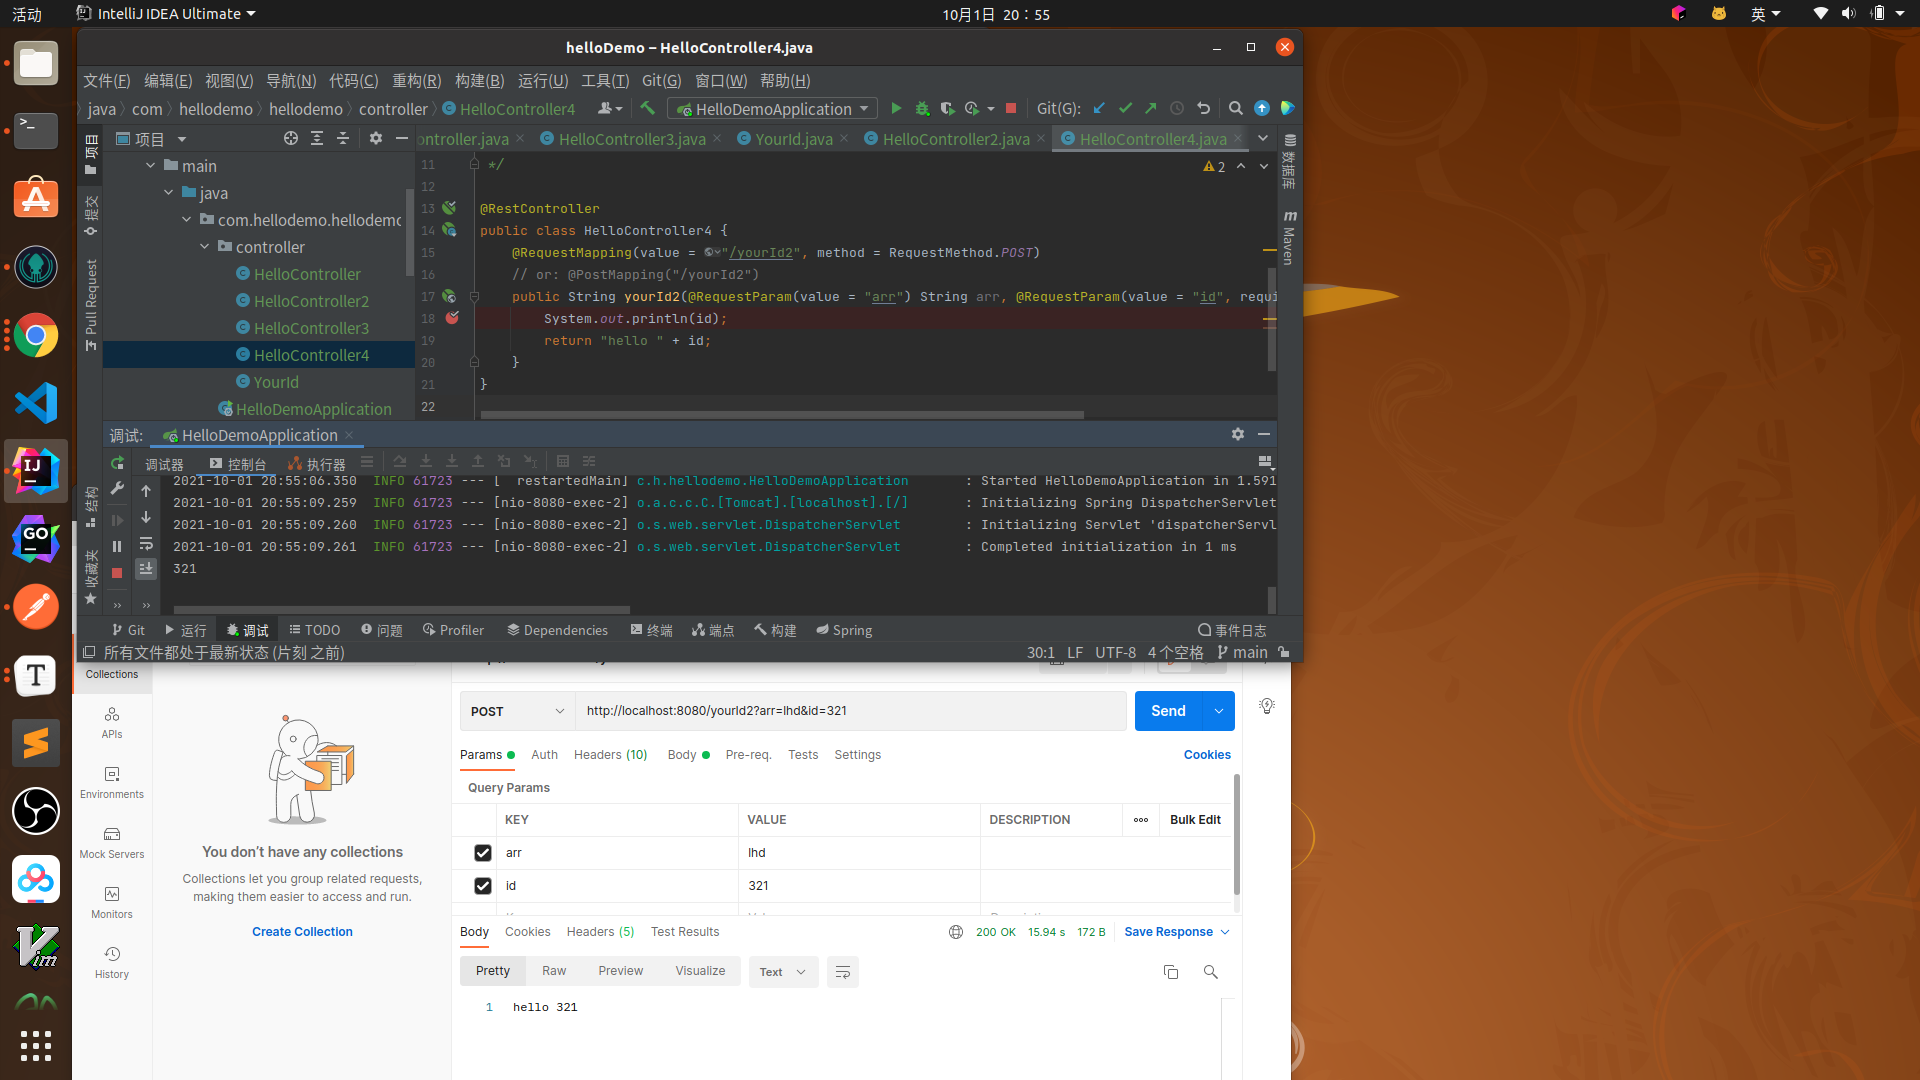 活动
IntelliJ IDEA Ultimate
10月1日 20：55
英
helloDemo – HelloController4.java
文件(F) 编辑(E) 视图(V) 导航(N) 代码(C) 重构(R) 构建(B) 运行(U) 工具(T) Git(G) 窗口(W) 帮助(H)
java com hellodemo hellodemo controller HelloController4
HelloDemoApplication
Git(G):
项目
ontroller.java HelloController3.java YourId.java HelloController2.java HelloController4.java
项目
提交
Pull Request
结构
收藏夹
数据库
Maven
main
java
com.hellodemo.hellodemo
controller
HelloController
HelloController2
HelloController3
HelloController4
YourId
HelloDemoApplication
2
11 */
12
13 @RestController
14 public class HelloController4 {
15 @RequestMapping(value = "/yourId2", method = RequestMethod.POST)
16 // or: @PostMapping("/yourId2")
17 public String yourId2(@RequestParam(value = "arr") String arr, @RequestParam(value = "id", requi
18 System.out.println(id);
19 return "hello " + id;
20 }
21 }
22
调试: HelloDemoApplication
调试器 控制台 执行器
2021-10-01 20:55:06.350 INFO 61723 --- [ restartedMain] c.h.hellodemo.HelloDemoApplication : Started HelloDemoApplication in 1.591
2021-10-01 20:55:09.259 INFO 61723 --- [nio-8080-exec-2] o.a.c.c.C.[Tomcat].[localhost].[/] : Initializing Spring DispatcherServlet
2021-10-01 20:55:09.260 INFO 61723 --- [nio-8080-exec-2] o.s.web.servlet.DispatcherServlet : Initializing Servlet 'dispatcherServl
2021-10-01 20:55:09.261 INFO 61723 --- [nio-8080-exec-2] o.s.web.servlet.DispatcherServlet : Completed initialization in 1 ms
321
Git 运行 调试 TODO 问题 Profiler Dependencies 终端 端点 构建 Spring 事件日志
所有文件都处于最新状态 (片刻 之前) 30:1 LF UTF-8 4 个空格 main
Collections
APIs
Environments
Mock Servers
Monitors
History
You don't have any collections
Collections let you group related requests,
making them easier to access and run.
Create Collection
POST http://localhost:8080/yourId2?arr=lhd&id=321 Send
Params Auth Headers (10) Body Pre-req. Tests Settings Cookies
Query Params
KEY VALUE DESCRIPTION Bulk Edit
arr lhd
id 321
Body Cookies Headers (5) Test Results 200 OK 15.94 s 172 B Save Response
Pretty Raw Preview Visualize Text
1 hello 321